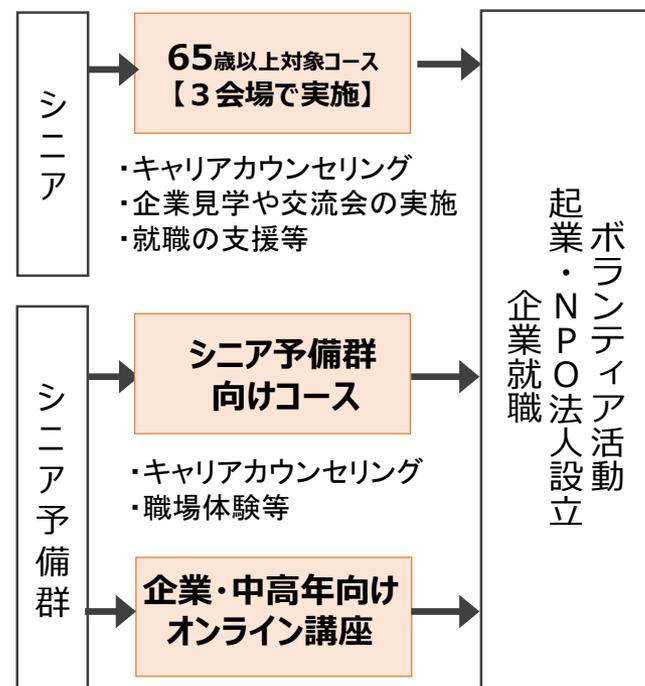 シニア
65歳以上対象コース
【３会場で実施】
・キャリアカウンセリング
・企業見学や交流会の実施
・就職の支援等
シニア予備群
シニア予備群
向けコース
・キャリアカウンセリング
・職場体験等
企業・中高年向け
オンライン講座
ボランティア活動
起業・ＮＰＯ法人設立
企業就職